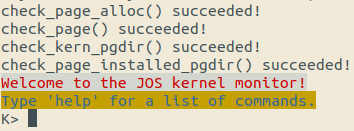 check_page_alloc() succeeded!
check_page() succeeded!
check_kern_pgdir() succeeded!
check_page_installed_pgdir() succeeded!
Welcome to the JOS kernel monitor!
Type 'help' for a list of commands.
K>